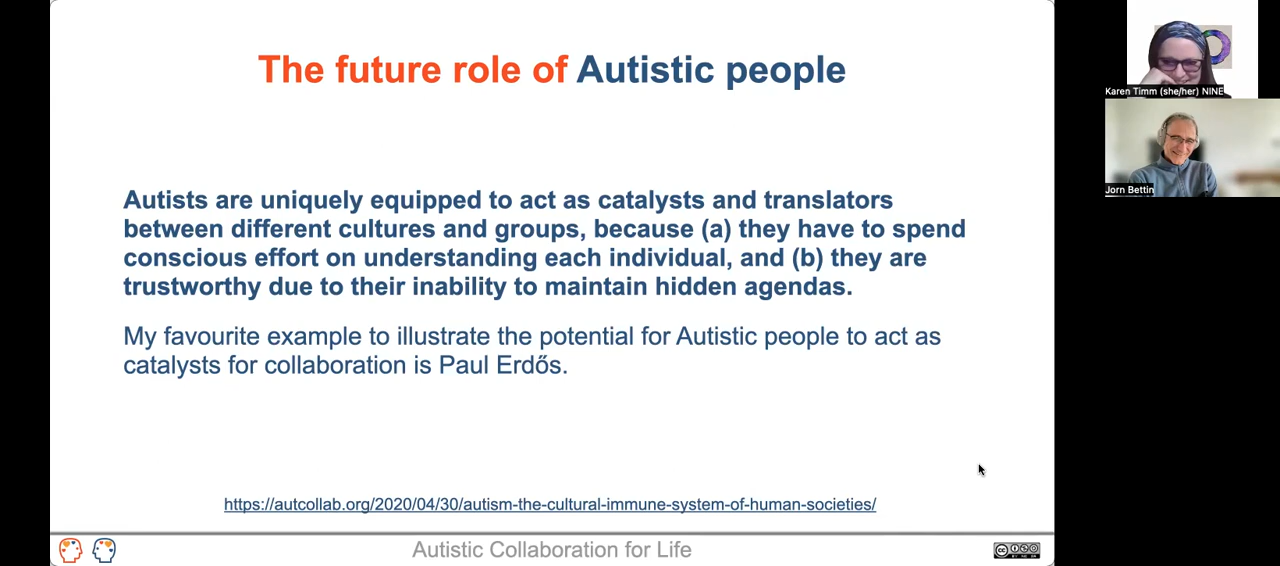 The future role of Autistic people
Autists are uniquely equipped to act as catalysts and translators
between different cultures and groups, because (a) they have to spend
conscious effort on understanding each individual, and (b) they are
trustworthy due to their inability to maintain hidden agendas.
My favourite example to illustrate the potential for Autistic people to act as
catalysts for collaboration is Paul Erdős.
https://autcollab.org/2020/04/30/autism-the-cultural-immune-system-of-human-societies/
Autistic Collaboration for Life
Karen Timm (she/her) NINE
Jorn Bettin